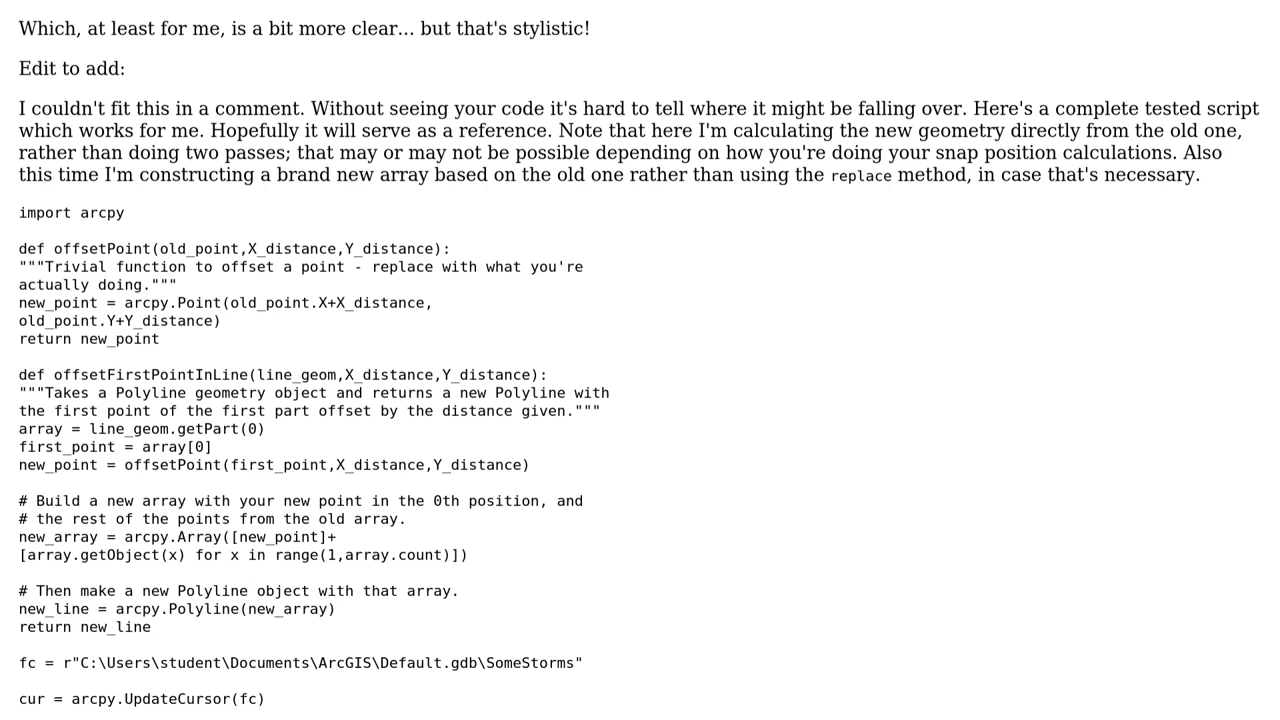 Which, at least for me, is a bit more clear... but that's stylistic!
Edit to add:
I couldn't fit this in a comment. Without seeing your code it's hard to tell where it might be falling over. Here's a complete tested script
which works for me. Hopefully it will serve as a reference. Note that here I'm calculating the new geometry directly from the old one,
rather than doing two passes; that may or may not be possible depending on how you're doing your snap position calculations. Also
this time I'm constructing a brand new array based on the old one rather than using the replace method, in case that's necessary.
import arcpy
def offsetPoint(old_point,X_distance,Y_distance):
"""Trivial function to offset a point - replace with what you're
actually doing."""
new_point = arcpy.Point(old_point.X+X_distance,
old_point.Y+Y_distance)
return new_point
def offsetFirstPointInLine(line_geom,X_distance,Y_distance):
"""Takes a Polyline geometry object and returns a new Polyline with
the first point of the first part offset by the distance given."""
array = line_geom.getPart(0)
first_point = array[0]
new_point = offsetPoint(first_point,X_distance,Y_distance)
# Build a new array with your new point in the 0th position, and
# the rest of the points from the old array.
new_array = arcpy.Array([new_point]+
[array.getObject(x) for x in range(1,array.count)])
# Then make a new Polyline object with that array.
new_line = arcpy.Polyline(new_array)
return new_line
fc = r"C:\Users\student\Documents\ArcGIS\Default.gdb\SomeStorms"
cur = arcpy.UpdateCursor(fc)